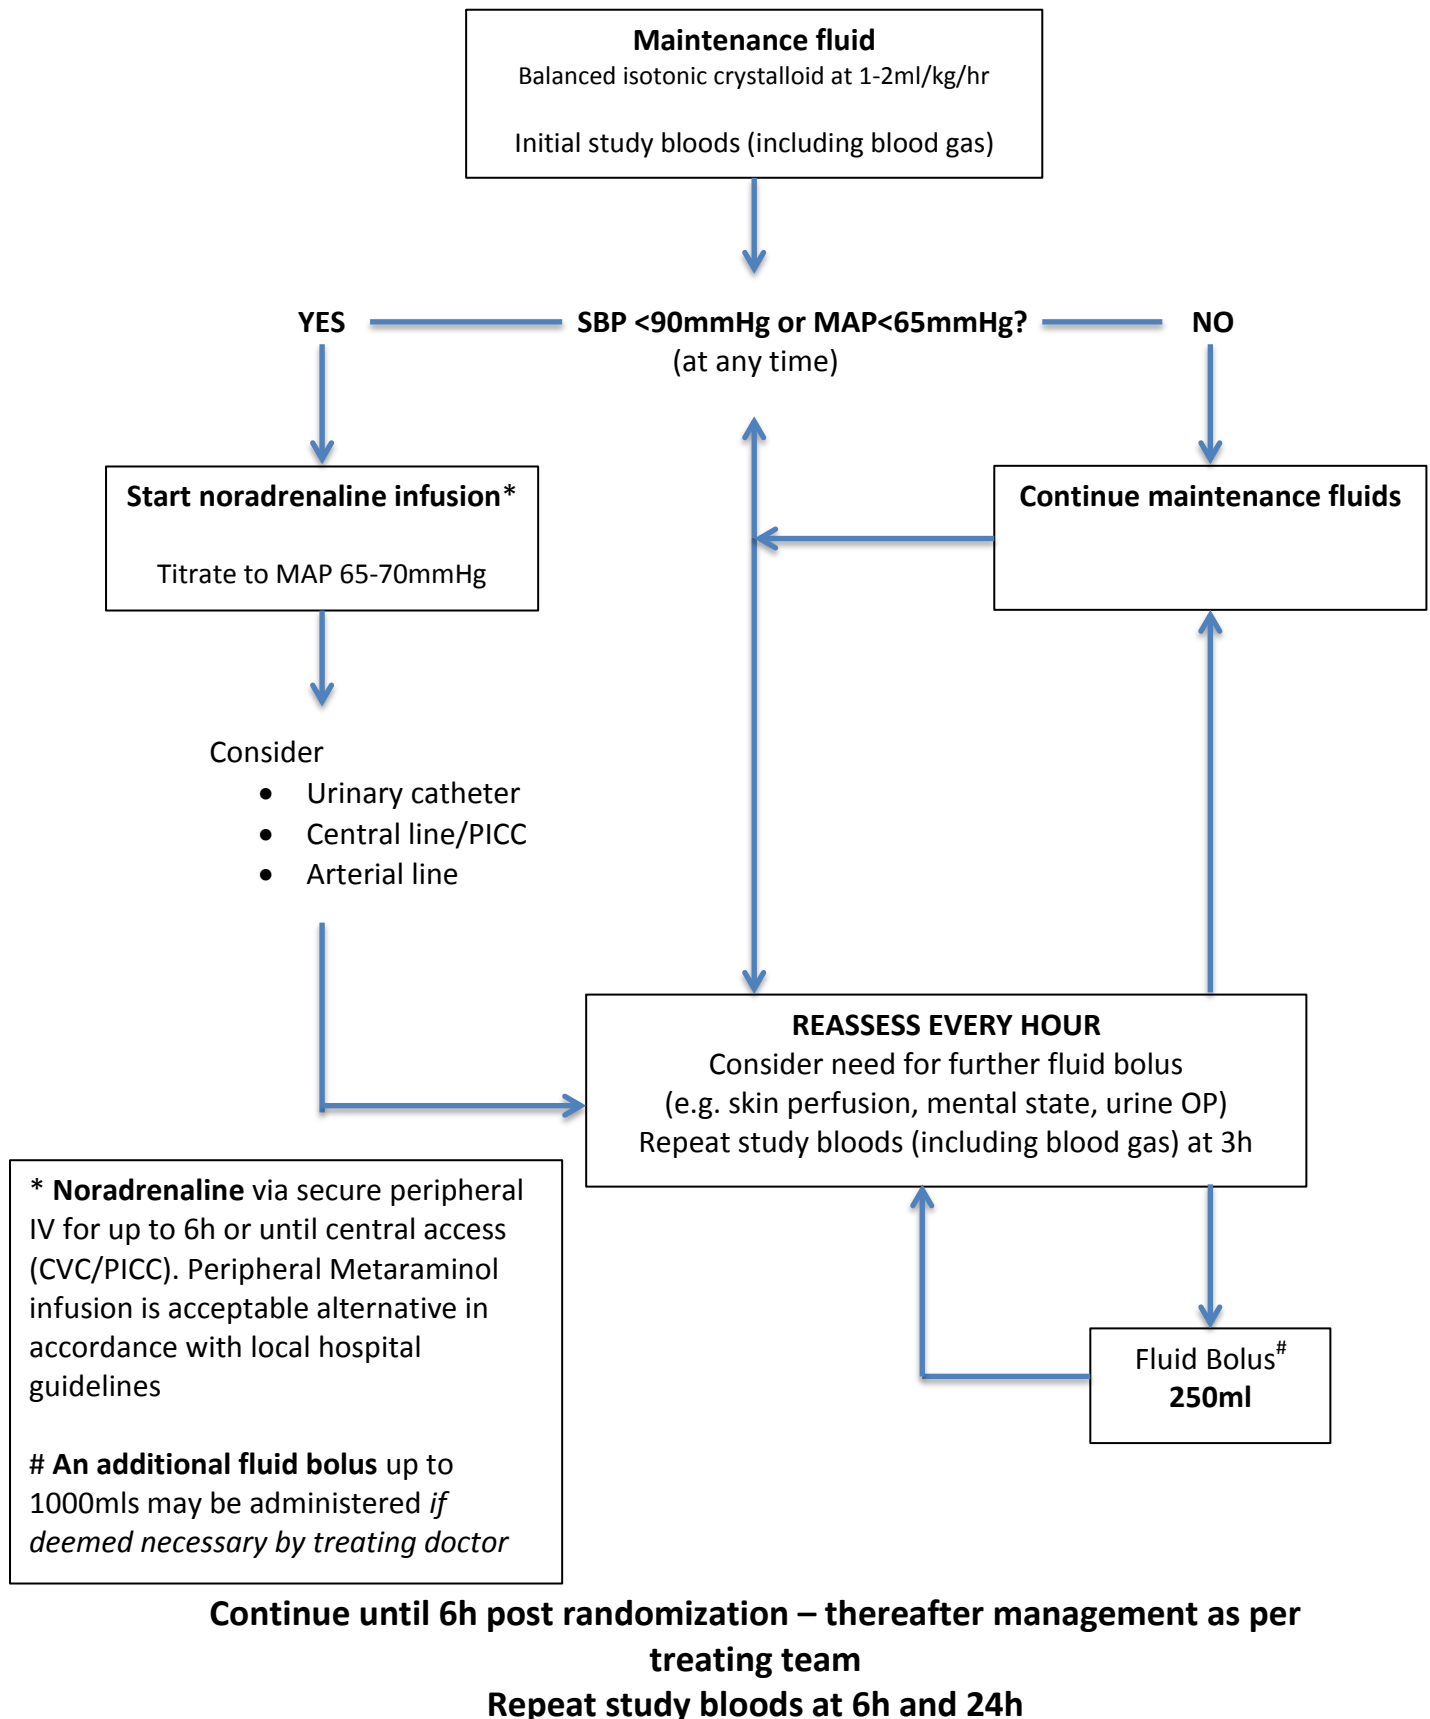 Maintenance fluid
Balanced isotonic crystalloid at 1-2ml/kg/hr
Initial study bloods (including blood gas)
YES
SBP <90mmHg or MAP<65mmHg?
NO
(at any time)
Start noradrenaline infusion*
Titrate to MAP 65-70mmHg
Continue maintenance fluids
Consider
• Urinary catheter
• Central line/PICC
• Arterial line
REASSESS EVERY HOUR
Consider need for further fluid bolus
(e.g. skin perfusion, mental state, urine OP)
Repeat study bloods (including blood gas) at 3h
* Noradrenaline via secure peripheral
IV for up to 6h or until central access
(CVC/PICC). Peripheral Metaraminol
infusion is acceptable alternative in
accordance with local hospital
guidelines
# An additional fluid bolus up to
1000mls may be administered if
deemed necessary by treating doctor
Fluid Bolus#
250ml
Continue until 6h post randomization – thereafter management as per
treating team
Repeat study bloods at 6h and 24h